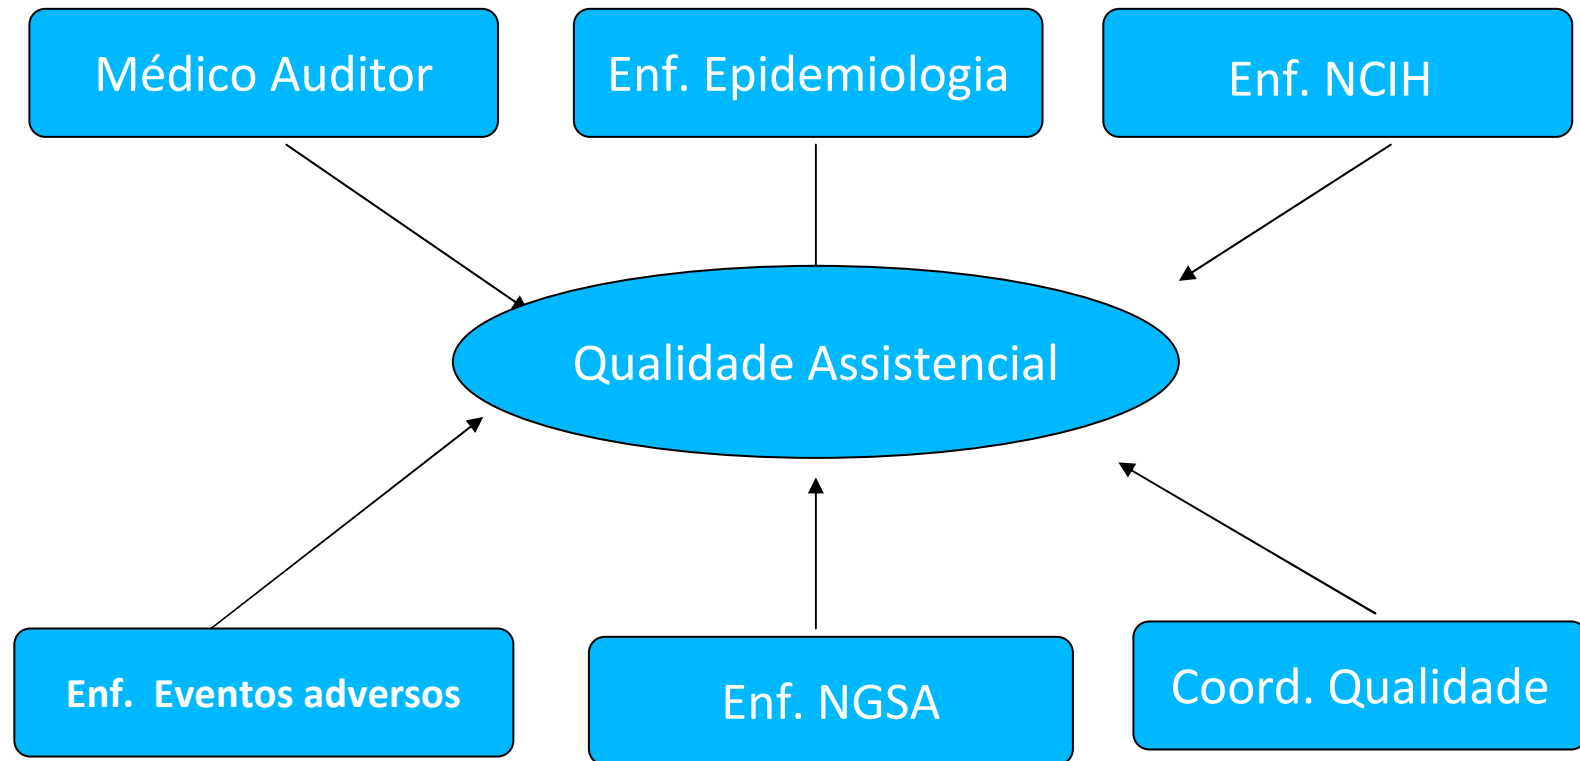 Médico Auditor
Enf. Epidemiologia
Enf. NCIH
Qualidade Assistencial
Enf. Eventos adversos
Enf. NGSA
Coord. Qualidade